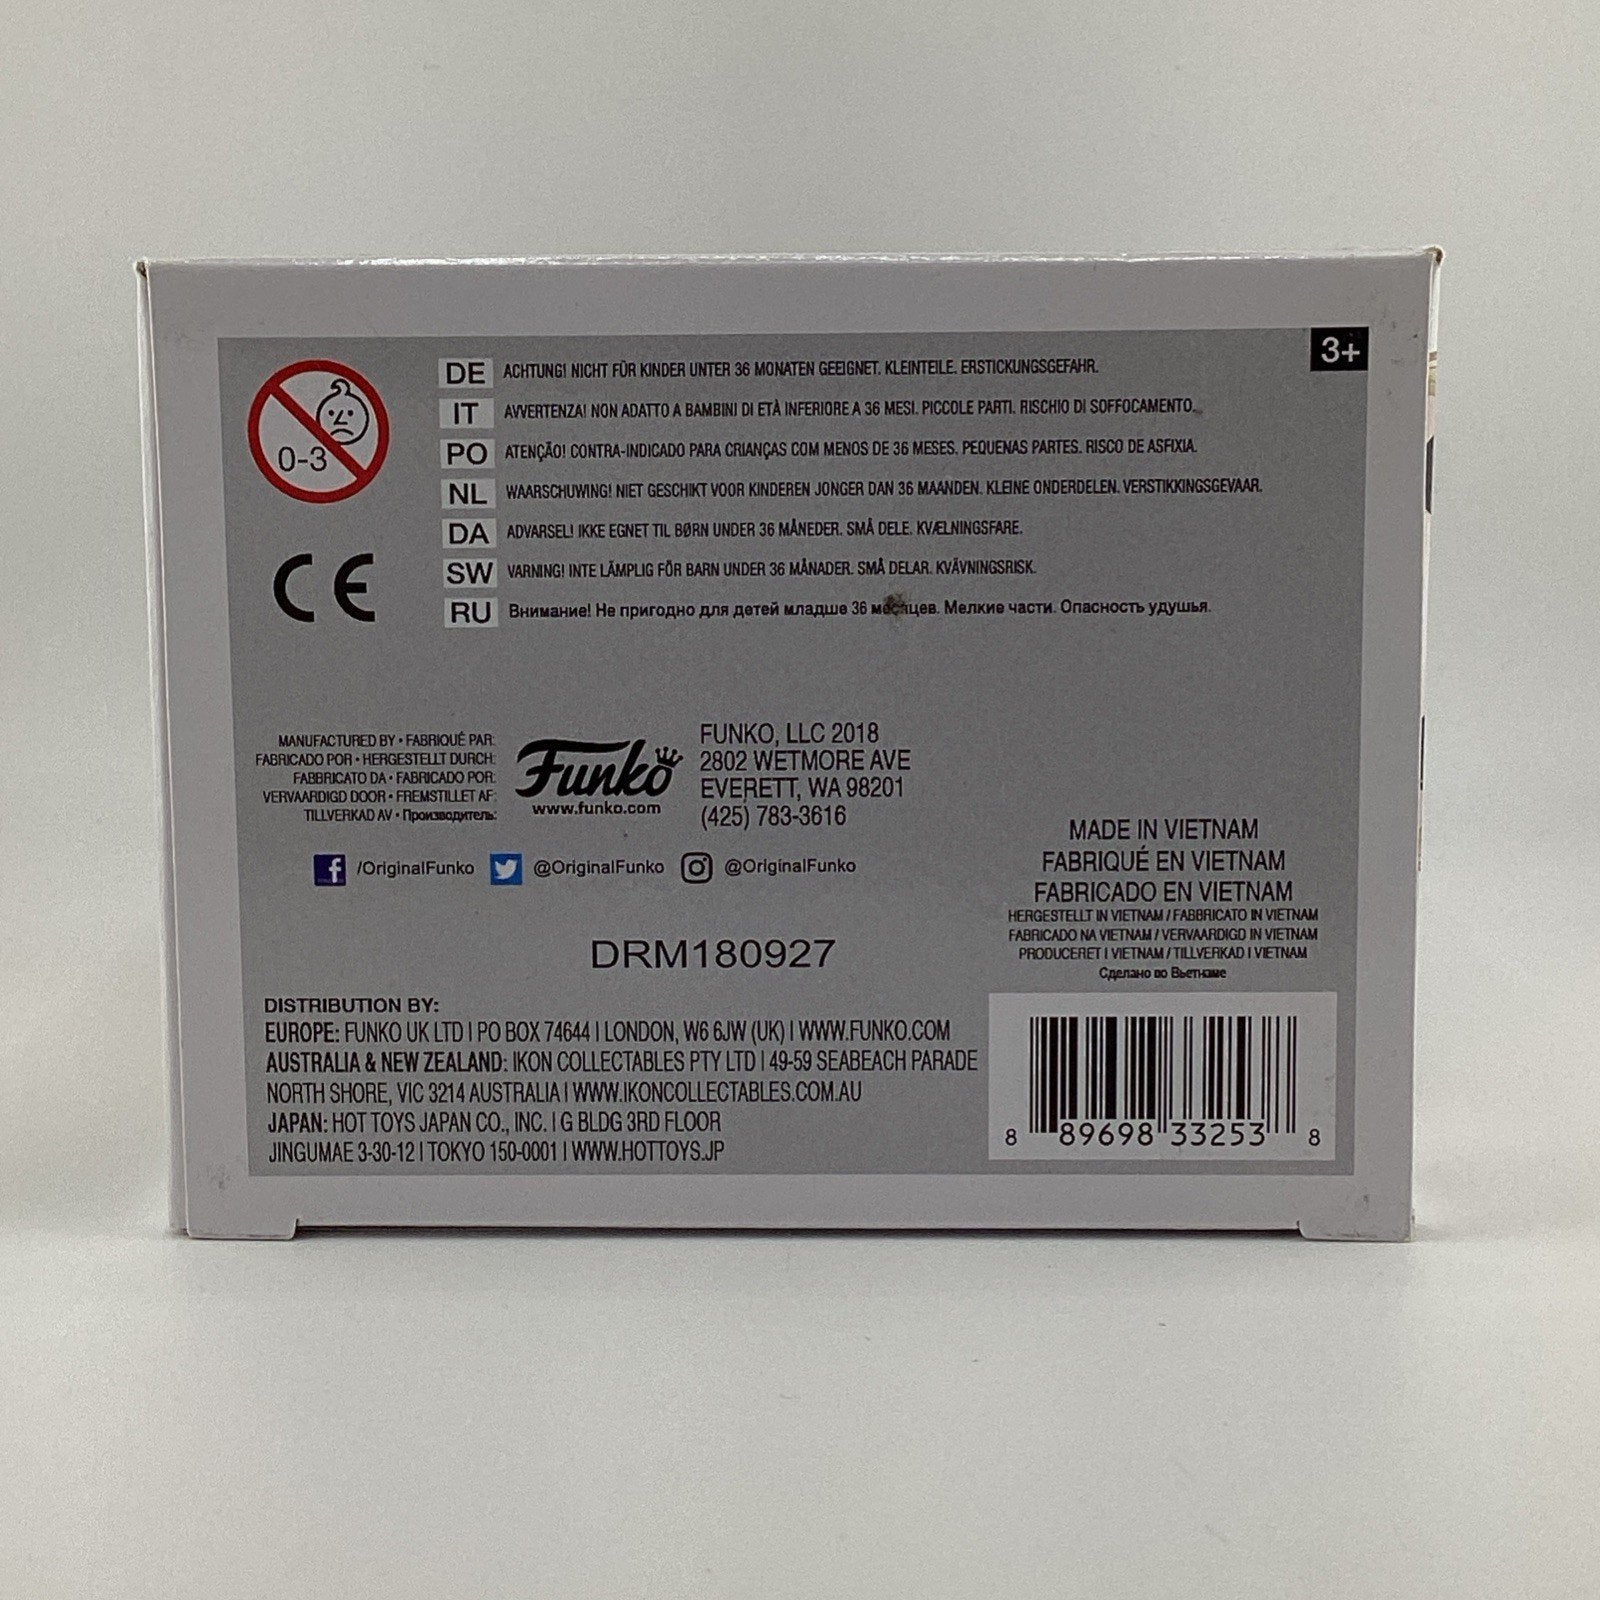 3+
0-3
DE ACHTUNG! NICHT FÜR KINDER UNTER 36 MONATEN GEEIGNET. KLEINTEILE. ERSTICKUNGSGEFAHR.
IT AVVERTENZA! NON ADATTO A BAMBINI DI ETÀ INFERIORE A 36 MESI. PICCOLE PARTI. RISCHIO DI SOFFOCAMENTO.
PO ATENÇÃO! CONTRA-INDICADO PARA CRIANÇAS COM MENOS DE 36 MESES. PEQUENAS PARTES. RISCO DE ASFIXIA.
NL WAARSCHUWING! NIET GESCHIKT VOOR KINDEREN JONGER DAN 36 MAANDEN. KLEINE ONDERDELEN. VERSTIKKINGSGEVAAR.
DA ADVARSEL! IKKE EGNET TIL BØRN UNDER 36 MÅNEDER. SMÅ DELE. KVÆLNINGSFARE.
SW VARNING! INTE LÄMPLIG FÖR BARN UNDER 36 MÅNADER. SMÅ DELAR. KVÄVNINGSRISK.
RU Внимание! Не пригодно для детей младше 36 месяцев. Мелкие части. Опасность удушья.
CE
MANUFACTURED BY • FABRIQUÉ PAR:
FABRICADO POR • HERGESTELLT DURCH:
FABBRICATO DA • FABRICADO POR:
VERVAARDIGD DOOR • FREMSTILLET AF:
TILLVERKAD AV • Производитель:
Funko
www.funko.com
FUNKO, LLC 2018
2802 WETMORE AVE
EVERETT, WA 98201
(425) 783-3616
/OriginalFunko @OriginalFunko @OriginalFunko
MADE IN VIETNAM
FABRIQUÉ EN VIETNAM
FABRICADO EN VIETNAM
HERGESTELLT IN VIETNAM / FABBRICATO IN VIETNAM
FABRICADO NA VIETNAM / VERVAARDIGD IN VIETNAM
PRODUCERET I VIETNAM / TILLVERKAD I VIETNAM
Сделано во Вьетнаме
DRM180927
DISTRIBUTION BY:
EUROPE: FUNKO UK LTD | PO BOX 74644 | LONDON, W6 6JW (UK) | WWW.FUNKO.COM
AUSTRALIA & NEW ZEALAND: IKON COLLECTABLES PTY LTD | 49-59 SEABEACH PARADE
NORTH SHORE, VIC 3214 AUSTRALIA | WWW.IKONCOLLECTABLES.COM.AU
JAPAN: HOT TOYS JAPAN CO., INC. | G BLDG 3RD FLOOR
JINGUMAE 3-30-12 | TOKYO 150-0001 | WWW.HOTTOYS.JP
8 89698 33253 8